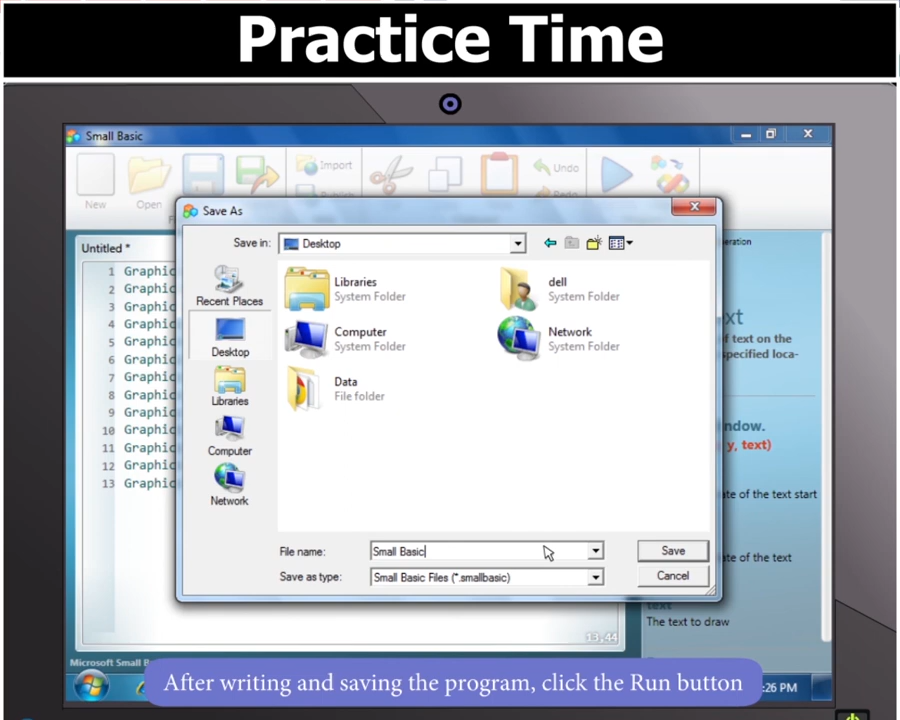 Practice Time
Small Basic
New
Open
Import
Undo
Save As
Save in:
Desktop
Untitled *
1 Graphic
2 Graphic
3 Graphic
4 Graphic
5 Graphic
6 Graphic
7 Graphic
8 Graphic
9 Graphic
10 Graphic
11 Graphic
12 Graphic
13 Graphic
Recent Places
Desktop
Libraries
Computer
Network
Libraries
System Folder
dell
System Folder
Computer
System Folder
Network
System Folder
Data
File folder
File name:
Small Basic
Save
Save as type:
Small Basic Files (*.smallbasic)
Cancel
eration
xt
f text on the
specified loca-
ndow.
y, text)
ate of the text start
ate of the text
text
The text to draw
13,44
Microsoft Small B
:26 PM
After writing and saving the program, click the Run button